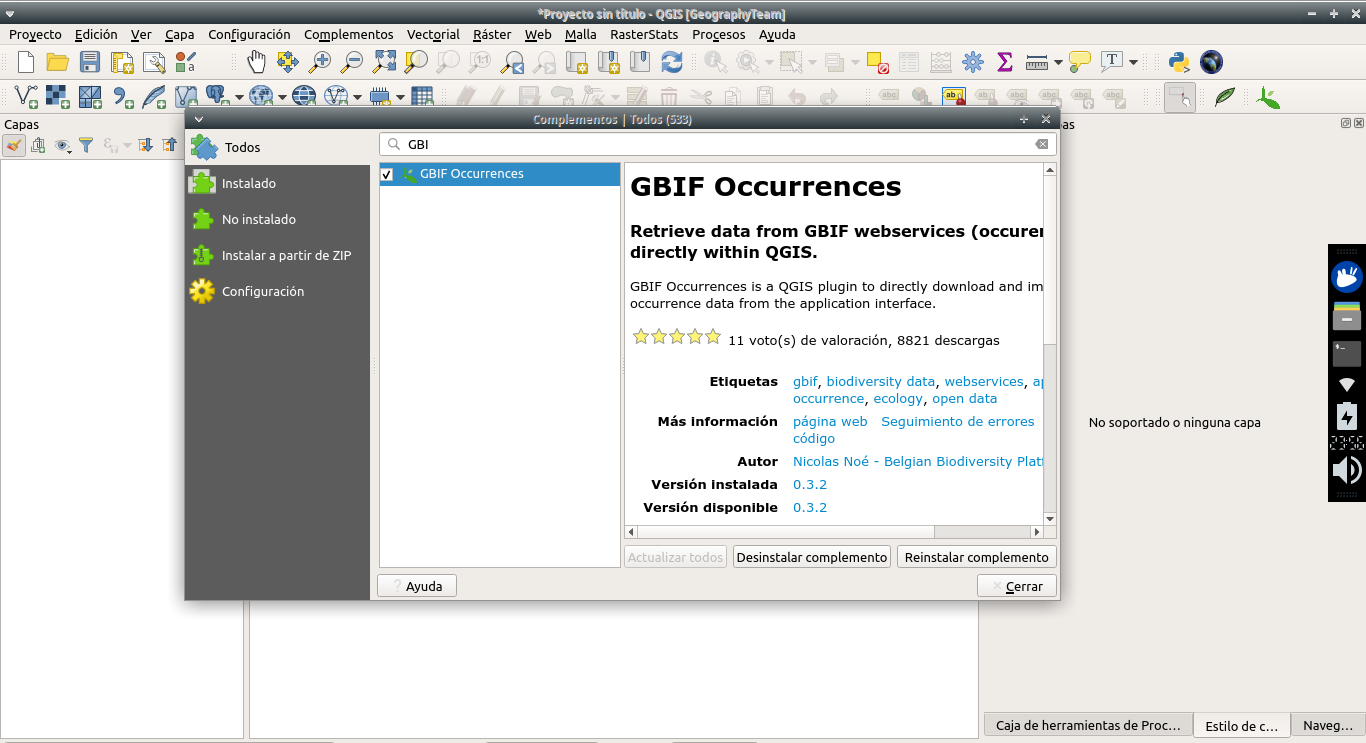 *Proyecto sin título - QGIS [GeographyTeam]
Proyecto Edición Ver Capa Configuración Complementos Vectorial Ráster Web Malla RasterStats Procesos Ayuda
Capas
Complementos | Todos (533)
as
Todos
Instalado
No instalado
Instalar a partir de ZIP
Configuración
GBI
GBIF Occurrences
GBIF Occurrences
Retrieve data from GBIF webservices (occuren
directly within QGIS.
GBIF Occurrences is a QGIS plugin to directly download and im
occurrence data from the application interface.
11 voto(s) de valoración, 8821 descargas
Etiquetas gbif, biodiversity data, webservices, ap
occurrence, ecology, open data
Más información página web Seguimiento de errores
código
Autor Nicolas Noé - Belgian Biodiversity Platf
Versión instalada 0.3.2
Versión disponible 0.3.2
Actualizar todos Desinstalar complemento Reinstalar complemento
Ayuda Cerrar
No soportado o ninguna capa
Caja de herramientas de Proc... Estilo de c... Naveg...